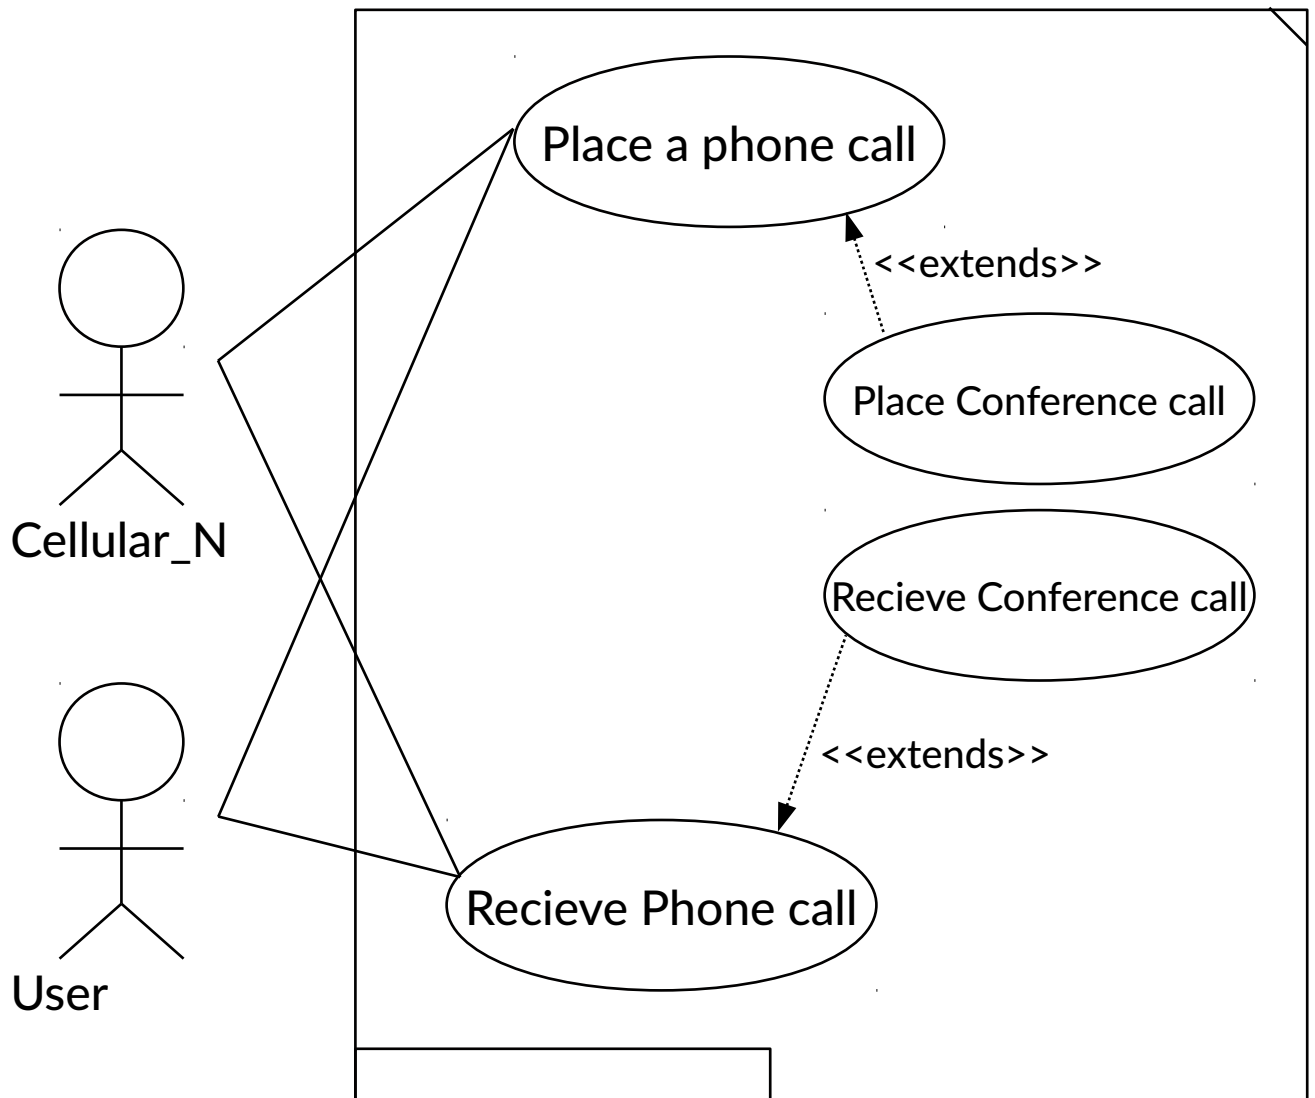 Place a phone call
<<extends>>
Place Conference call
Cellular_N
Recieve Conference call
<<extends>>
Recieve Phone call
User